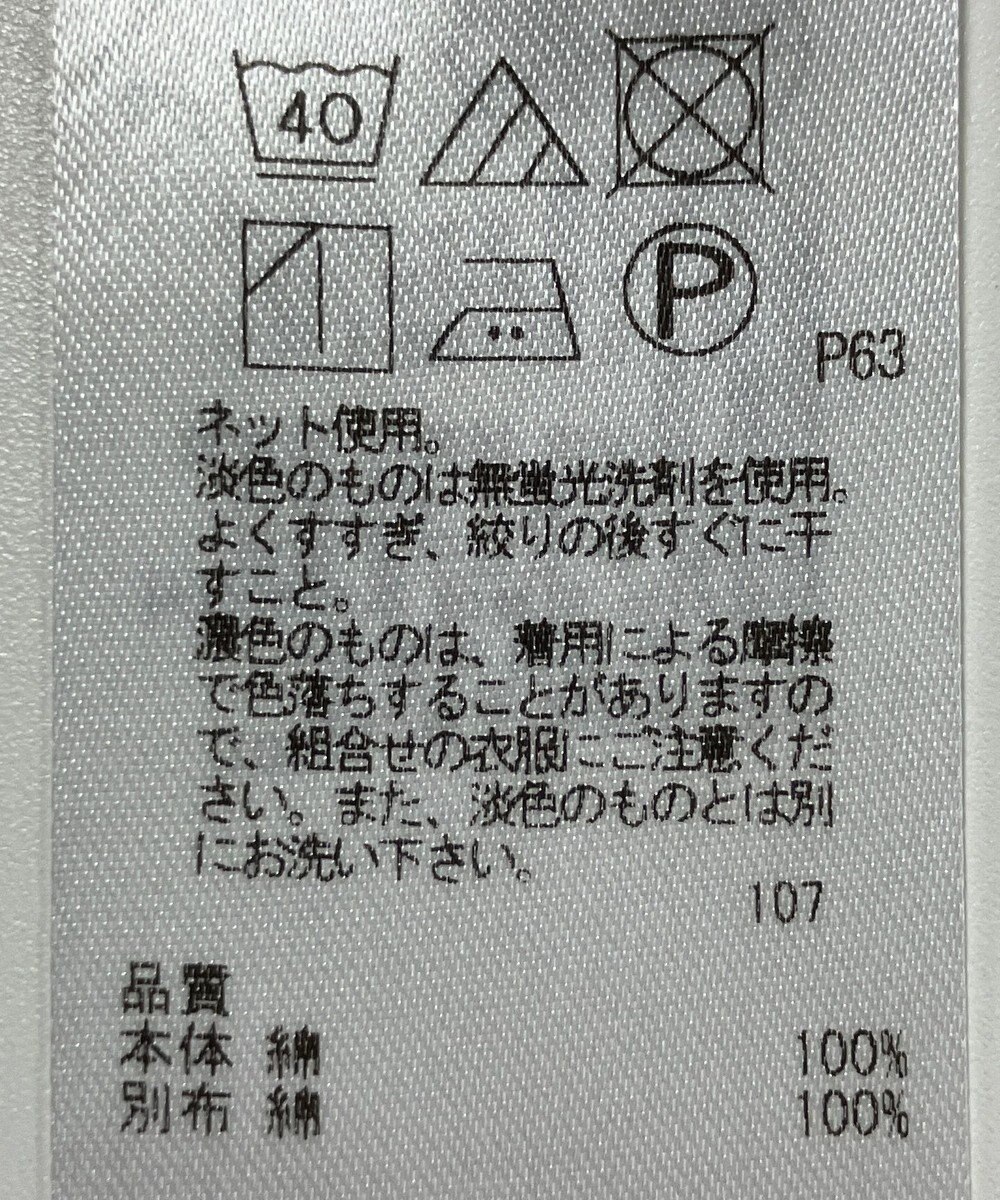 40
P
P63
ネット使用。
淡色のものは無蛍光洗剤を使用。
よくすすぎ、絞りの後すぐに干
すこと。
濃色のものは、着用による摩擦
で色落ちすることがありますの
で、組合せの衣服にご注意くだ
さい。また、淡色のものとは別
にお洗い下さい。
107
品質
本体 綿 100%
別布 綿 100%